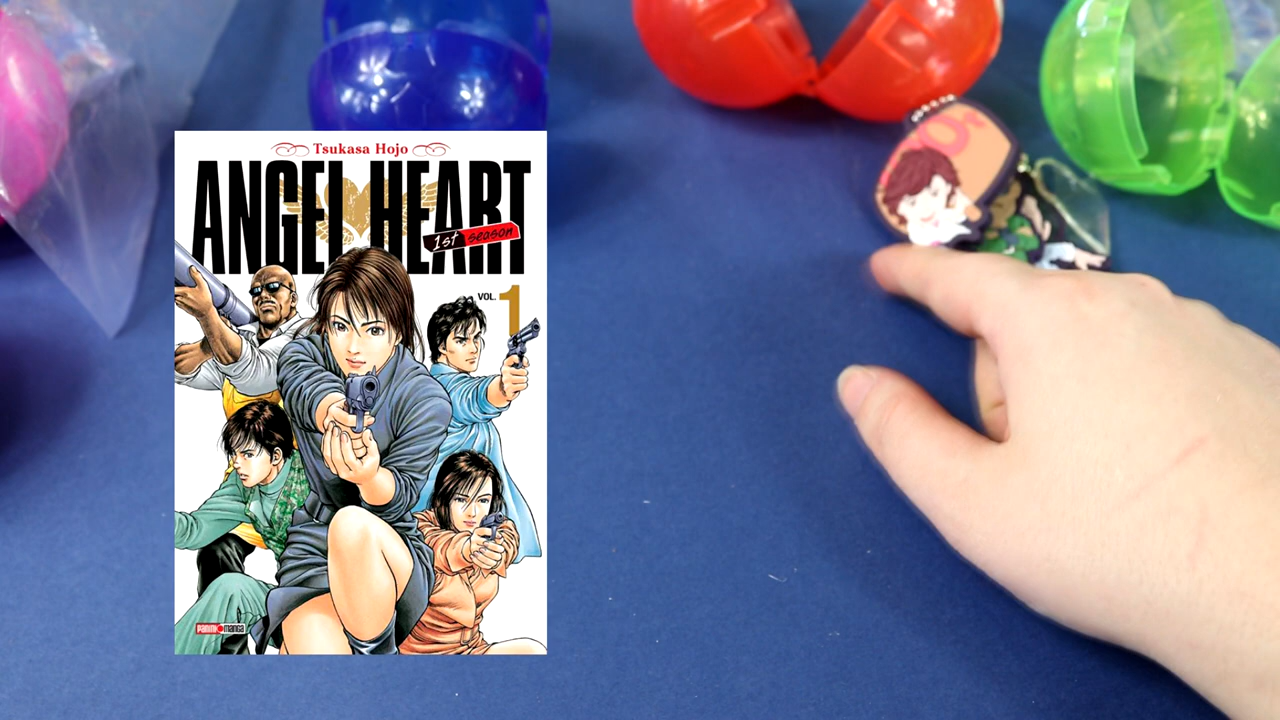 Tsukasa Hojo
ANGEL HEART
1st season
VOL. 1
PANINI MANGA